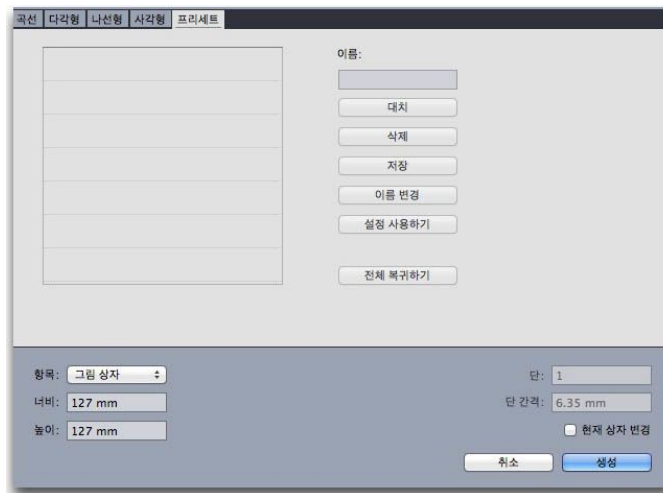 곡선 다각형 나선형 사각형 프리세트
이름:
대치
삭제
저장
이름 변경
설정 사용하기
전체 복귀하기
항목: 그림 상자
단: 1
너비: 127 mm
단 간격: 6.35 mm
높이: 127 mm
현재 상자 변경
취소 생성